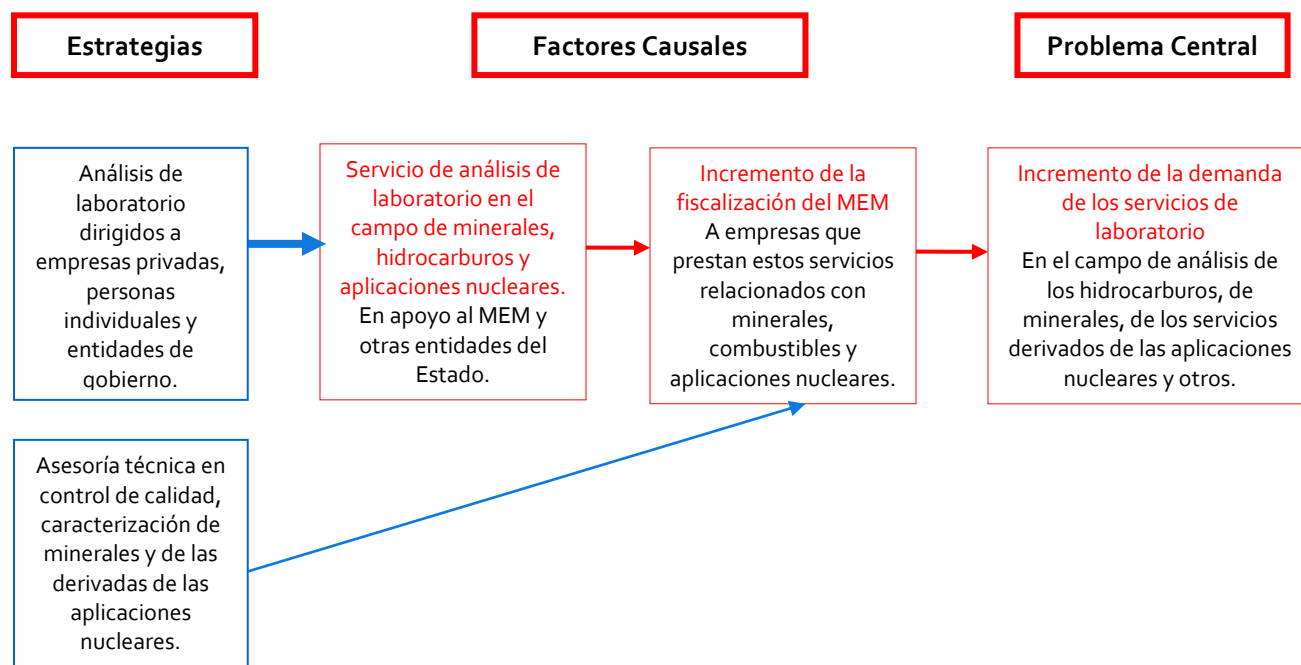 Estrategias
Factores Causales
Problema Central
Análisis de
laboratorio
dirigidos a
empresas privadas,
personas
individuales y
entidades de
gobierno.
Servicio de análisis de
laboratorio en el
campo de minerales,
hidrocarburos y
aplicaciones nucleares.
En apoyo al MEM y
otras entidades del
Estado.
Incremento de la
fiscalización del MEM
A empresas que
prestan estos servicios
relacionados con
minerales,
combustibles y
aplicaciones nucleares.
Incremento de la demanda
de los servicios de
laboratorio
En el campo de análisis de
los hidrocarburos, de
minerales, de los servicios
derivados de las aplicaciones
nucleares y otros.
Asesoría técnica en
control de calidad,
caracterización de
minerales y de las
derivadas de las
aplicaciones
nucleares.